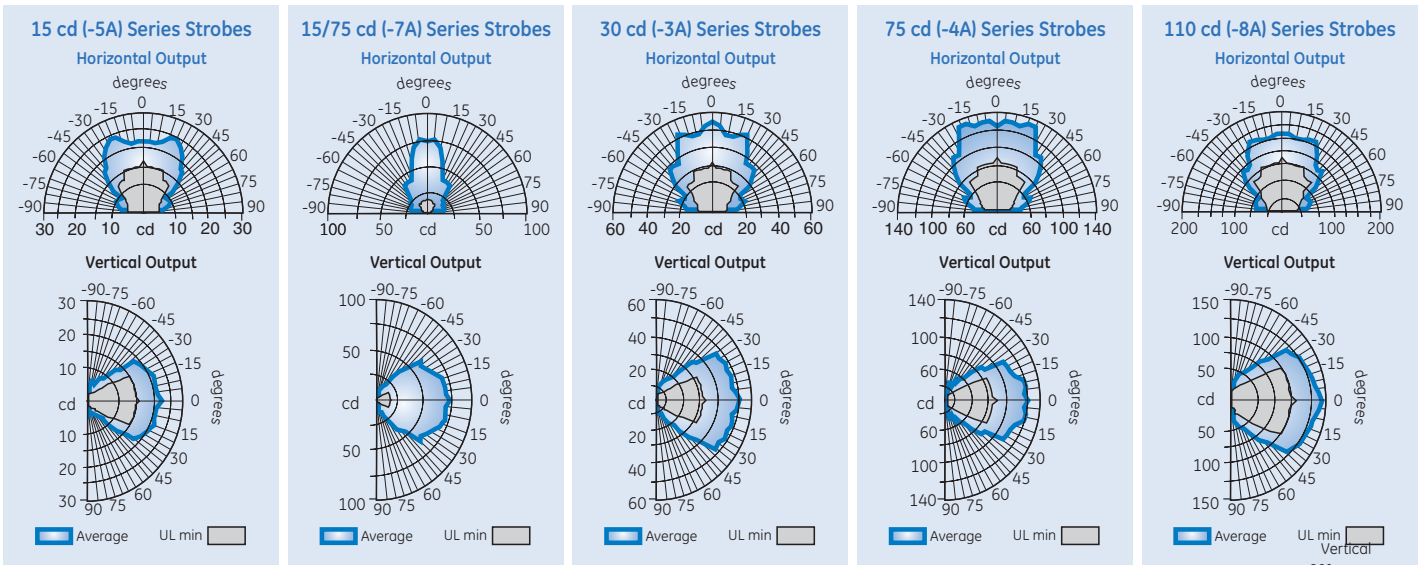 15 cd (-5A) Series Strobes
Horizontal Output
degrees
-90 -75 -60 -45 -30 -15 0 15 30 45 60 75 90
30 20 10 cd 10 20 30
Vertical Output
30 20 10 cd 10 20 30
-90 -75 -60 -45 -30 -15 0 15 30 45 60 75 90
degrees
Average UL min
15/75 cd (-7A) Series Strobes
Horizontal Output
degrees
-90 -75 -60 -45 -30 -15 0 15 30 45 60 75 90
100 50 cd 50 100
Vertical Output
100 50 cd 50 100
-90 -75 -60 -45 -30 -15 0 15 30 45 60 75 90
degrees
Average UL min
30 cd (-3A) Series Strobes
Horizontal Output
degrees
-90 -75 -60 -45 -30 -15 0 15 30 45 60 75 90
60 40 20 cd 20 40 60
Vertical Output
60 40 20 cd 20 40 60
-90 -75 -60 -45 -30 -15 0 15 30 45 60 75 90
degrees
Average UL min
75 cd (-4A) Series Strobes
Horizontal Output
degrees
-90 -75 -60 -45 -30 -15 0 15 30 45 60 75 90
140 100 60 cd 60 100 140
Vertical Output
140 100 60 cd 60 100 140
-90 -75 -60 -45 -30 -15 0 15 30 45 60 75 90
degrees
Average UL min
110 cd (-8A) Series Strobes
Horizontal Output
degrees
-90 -75 -60 -45 -30 -15 0 15 30 45 60 75 90
200 100 cd 100 200
Vertical Output
150 100 50 cd 50 100 150
-90 -75 -60 -45 -30 -15 0 15 30 45 60 75 90
degrees
Average UL min
Vertical